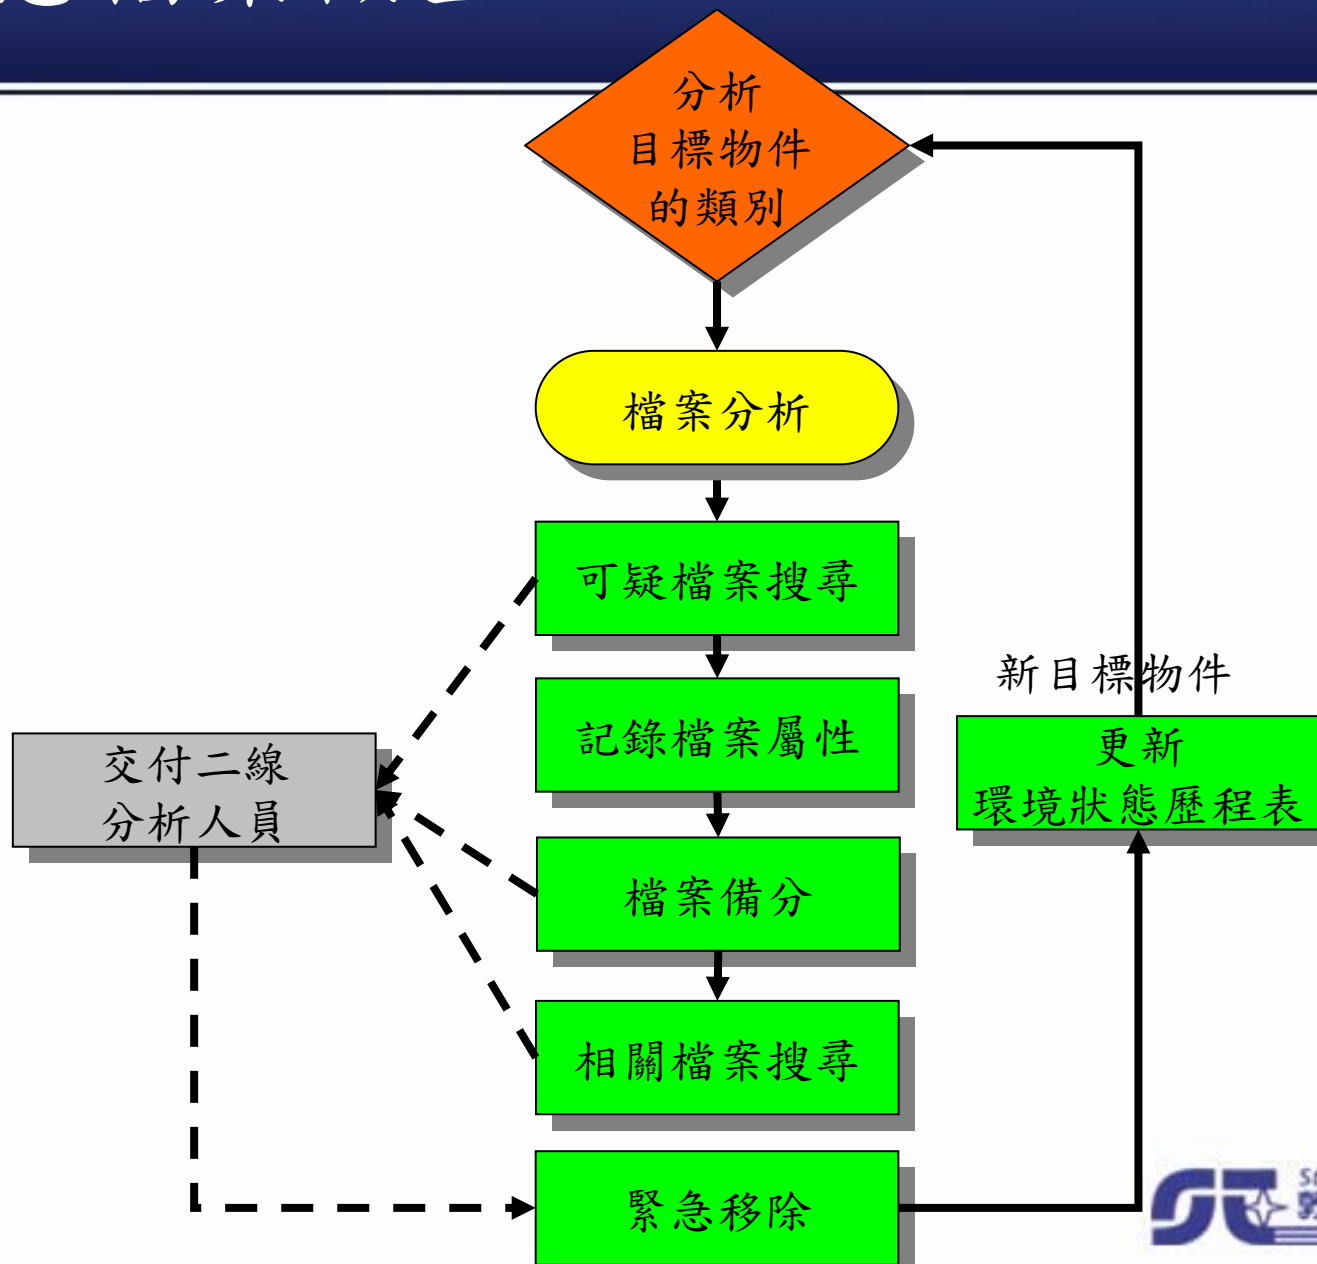 分析
目標物件
的類別
檔案分析
可疑檔案搜尋
新目標物件
記錄檔案屬性
更新
環境狀態歷程表
交付二線
分析人員
檔案備分
相關檔案搜尋
緊急移除